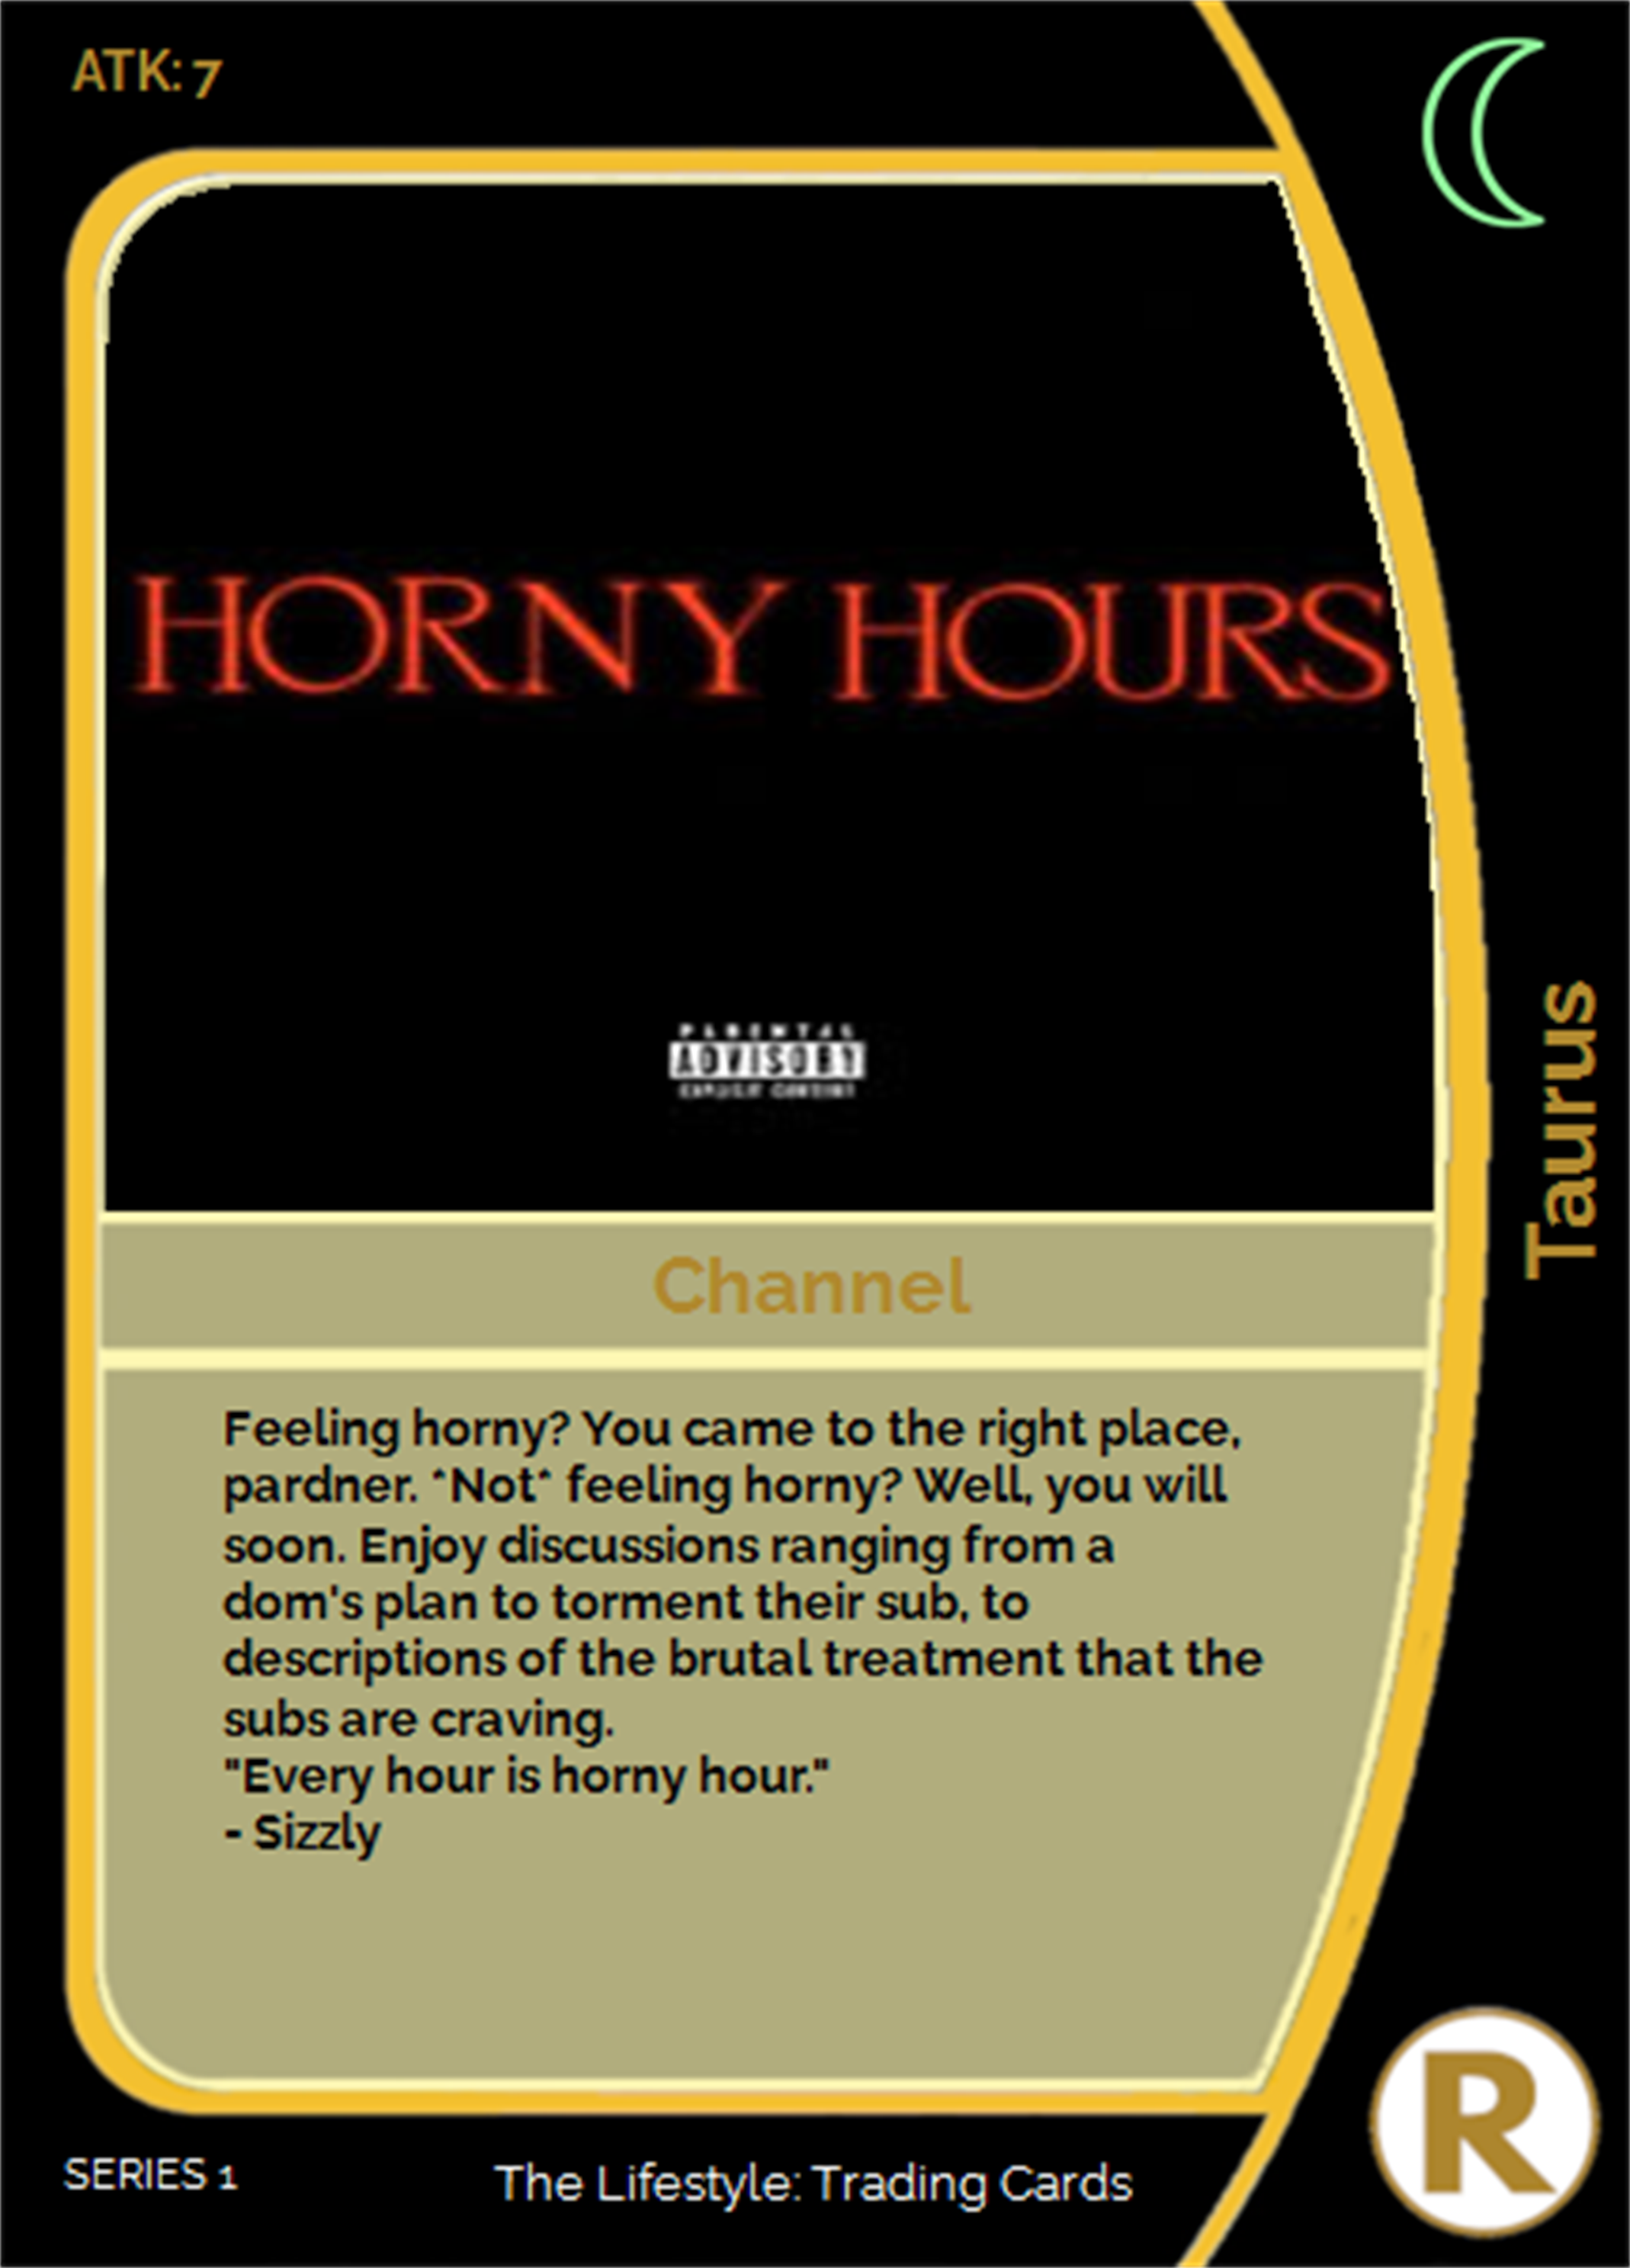 ATK: 7
HORNY HOURS
PARENTAL
ADVISORY
EXPLICIT CONTENT
Taurus
Channel
Feeling horny? You came to the right place,
pardner. *Not* feeling horny? Well, you will
soon. Enjoy discussions ranging from a
dom's plan to torment their sub, to
descriptions of the brutal treatment that the
subs are craving.
"Every hour is horny hour."
- Sizzly
R
SERIES 1
The Lifestyle: Trading Cards